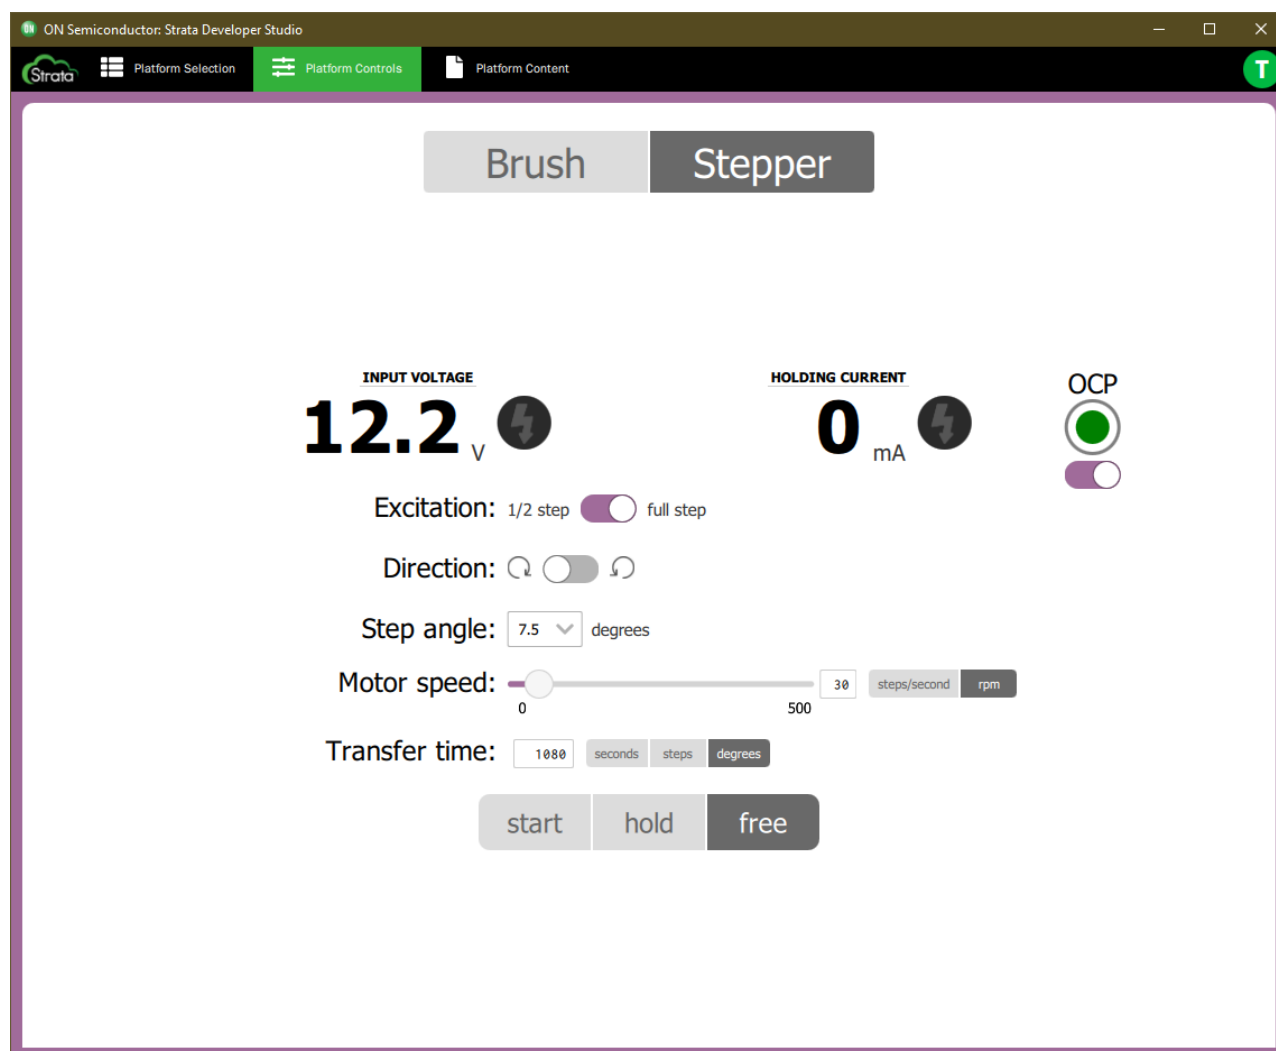 ON ON Semiconductor: Strata Developer Studio
Strata Platform Selection Platform Controls Platform Content T
Brush Stepper
INPUT VOLTAGE HOLDING CURRENT OCP
12.2 V 0 mA
Excitation: 1/2 step full step
Direction:
Step angle: 7.5 degrees
Motor speed: 30 steps/second rpm
0 500
Transfer time: 1080 seconds steps degrees
start hold free